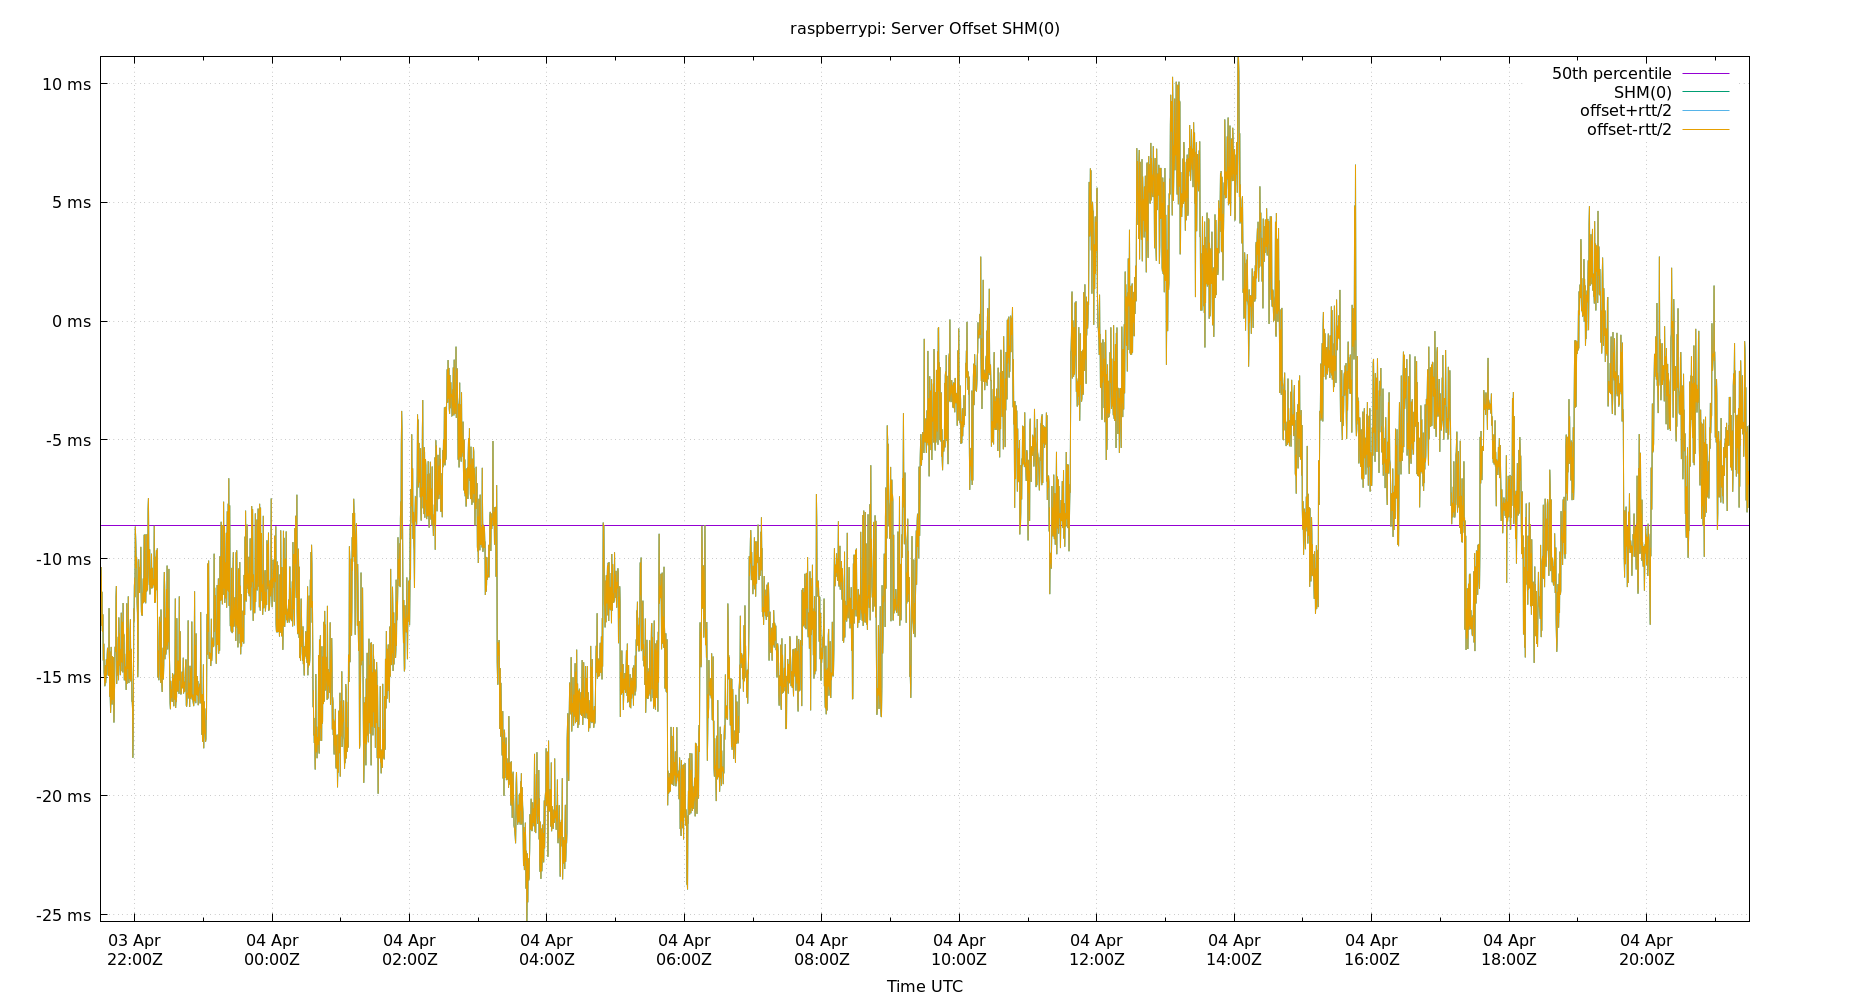 raspberrypi: Server Offset SHM(0)
50th percentile
SHM(0)
offset+rtt/2
offset-rtt/2
10 ms
5 ms
0 ms
-5 ms
-10 ms
-15 ms
-20 ms
-25 ms
03 Apr 04 Apr 04 Apr 04 Apr 04 Apr 04 Apr 04 Apr 04 Apr 04 Apr 04 Apr 04 Apr 04 Apr
22:00Z 00:00Z 02:00Z 04:00Z 06:00Z 08:00Z 10:00Z 12:00Z 14:00Z 16:00Z 18:00Z 20:00Z
Time UTC